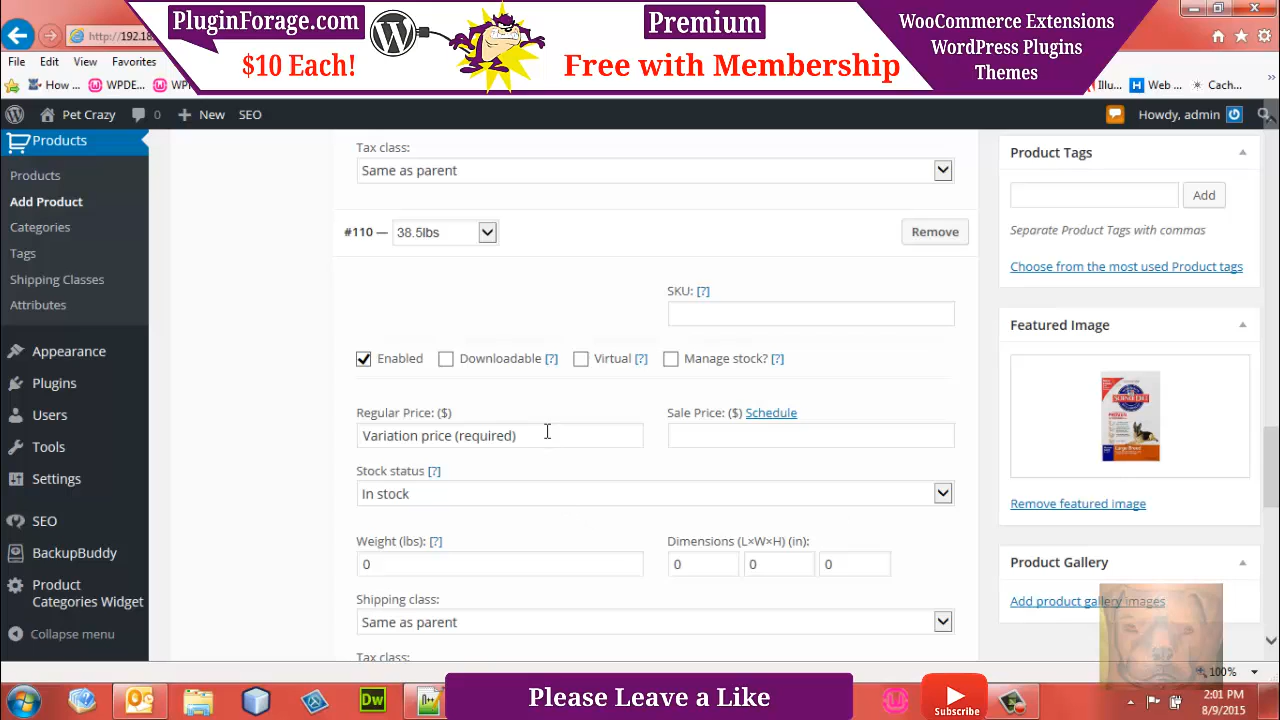 PluginForage.com
$10 Each!
Premium
Free with Membership
WooCommerce Extensions
WordPress Plugins
Themes
http://192.18
File Edit View Favorites
How ... WPDE... WP
Illu... Web ... Cach...
Pet Crazy 0 New SEO Howdy, admin
Products
Products
Add Product
Categories
Tags
Shipping Classes
Attributes
Appearance
Plugins
Users
Tools
Settings
SEO
BackupBuddy
Product
Categories Widget
Collapse menu
Tax class:
Same as parent
#110 — 38.5lbs Remove
SKU: [?]
Enabled Downloadable [?] Virtual [?] Manage stock? [?]
Regular Price: ($) Sale Price: ($) Schedule
Variation price (required)
Stock status [?]
In stock
Weight (lbs): [?] Dimensions (L×W×H) (in):
0 0 0 0
Shipping class:
Same as parent
Tax class:
Product Tags
Add
Separate Product Tags with commas
Choose from the most used Product tags
Featured Image
Remove featured image
Product Gallery
Add product gallery images
100%
Please Leave a Like
Subscribe
2:01 PM
8/9/2015